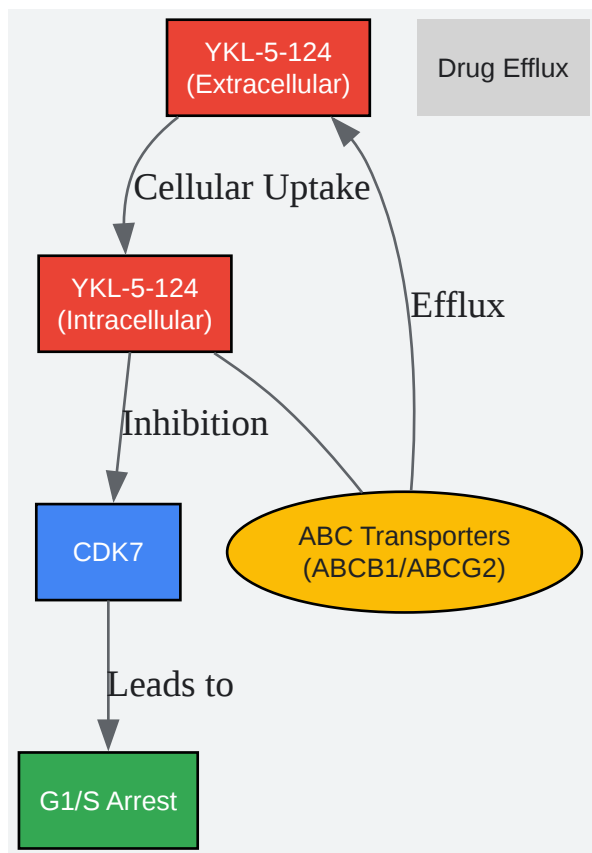 YKL-5-124
(Extracellular)
Drug Efflux
Cellular Uptake
YKL-5-124
(Intracellular)
Efflux
Inhibition
CDK7
ABC Transporters
(ABCB1/ABCG2)
Leads to
G1/S Arrest